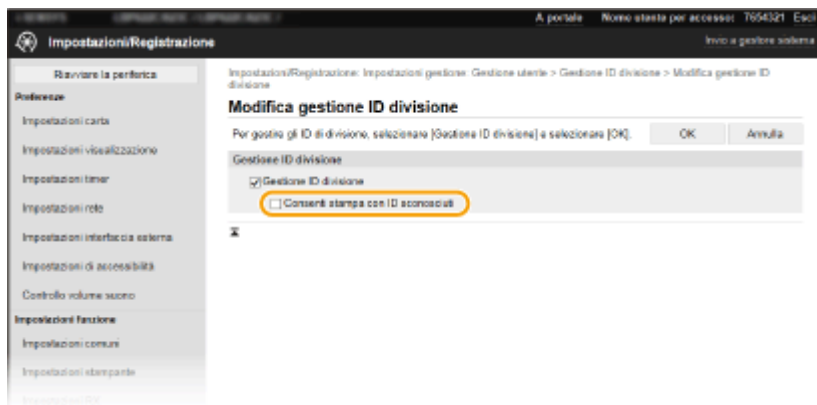 A portale Nome utente per accesso: 7654321 Esci
Impostazioni/Registrazione
Invio a gestore sistema
Riavviare la periferica
Preferenze
Impostazioni carta
Impostazioni visualizzazione
Impostazioni timer
Impostazioni rete
Impostazioni interfaccia esterna
Impostazioni di accessibilità
Controllo volume suono
Impostazioni funzione
Impostazioni comuni
Impostazioni stampante
Impostazioni RX
Impostazioni/Registrazione: Impostazioni gestione: Gestione utente > Gestione ID divisione > Modifica gestione ID
divisione
Modifica gestione ID divisione
Per gestire gli ID di divisione, selezionare [Gestione ID divisione] e selezionare [OK].
OK
Annulla
Gestione ID divisione
Gestione ID divisione
Consenti stampa con ID sconosciuti